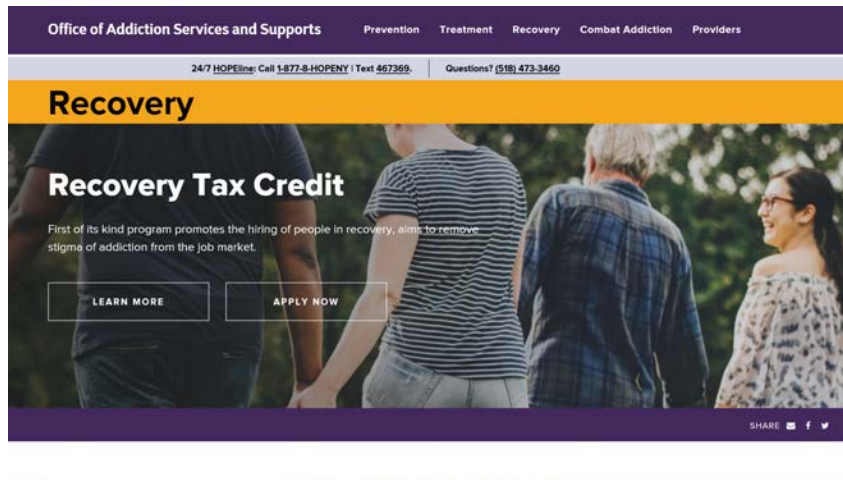 Office of Addiction Services and Supports Prevention Treatment Recovery Combat Addiction Providers
24/7 HOPEline: Call 1-877-8-HOPENY | Text 467369. Questions? (518) 473-3460
Recovery
Recovery Tax Credit
First of its kind program promotes the hiring of people in recovery, aims to remove
stigma of addiction from the job market.
LEARN MORE APPLY NOW
SHARE